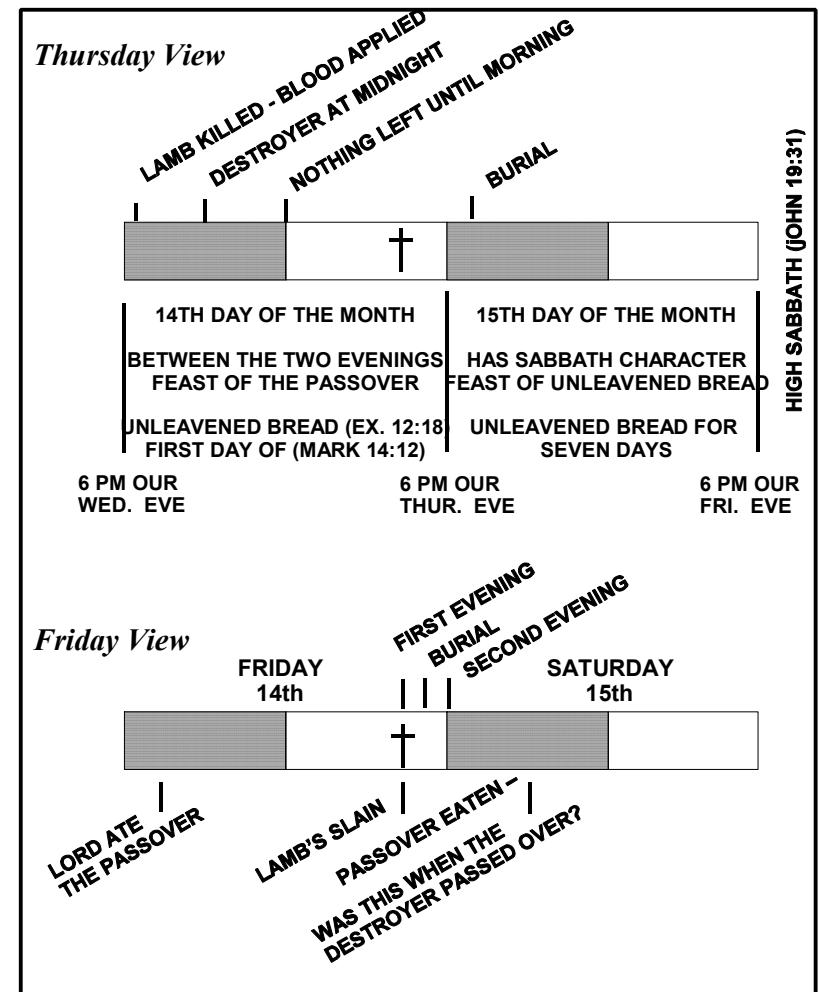 Thursday View
LAMB KILLED - BLOOD APPLIED
DESTROYER AT MIDNIGHT
NOTHING LEFT UNTIL MORNING
BURIAL
HIGH SABBATH (jOHN 19:31)
14TH DAY OF THE MONTH
BETWEEN THE TWO EVENINGS
FEAST OF THE PASSOVER
UNLEAVENED BREAD (EX. 12:18)
FIRST DAY OF (MARK 14:12)
15TH DAY OF THE MONTH
HAS SABBATH CHARACTER
FEAST OF UNLEAVENED BREAD
UNLEAVENED BREAD FOR
SEVEN DAYS
6 PM OUR
WED. EVE
6 PM OUR
THUR. EVE
6 PM OUR
FRI. EVE
Friday View
FIRST EVENING
BURIAL
SECOND EVENING
FRIDAY
14th
SATURDAY
15th
LORD ATE
THE PASSOVER
LAMB'S SLAIN
PASSOVER EATEN –
WAS THIS WHEN THE
DESTROYER PASSED OVER?